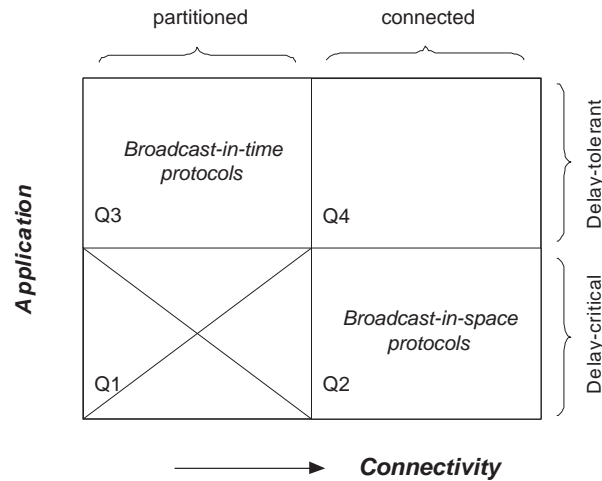 partitioned
connected
Broadcast-in-time
protocols
Q3
Q4
Delay-tolerant
Application
Broadcast-in-space
protocols
Q1
Q2
Delay-critical
Connectivity